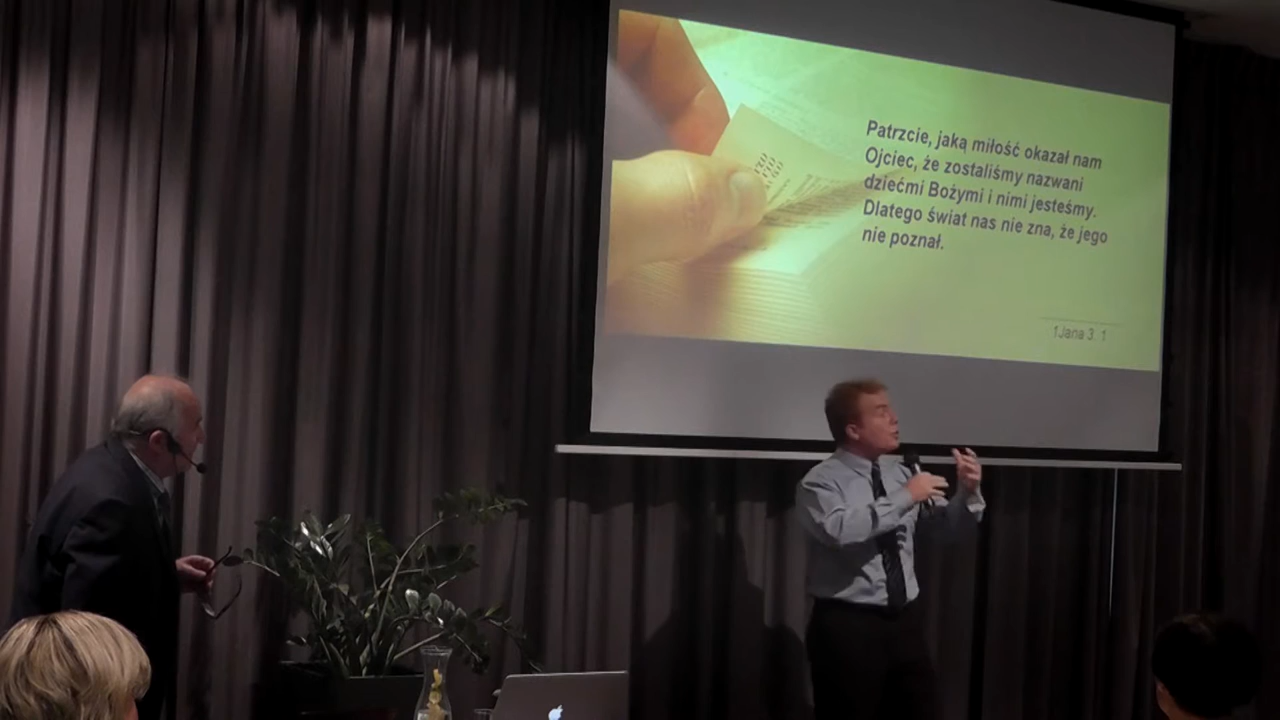 Patrzcie, jaką miłość okazał nam
Ojciec, że zostaliśmy nazwani
dziećmi Bożymi i nimi jesteśmy.
Dlatego świat nas nie zna, że jego
nie poznał.
1Jana 3. 1